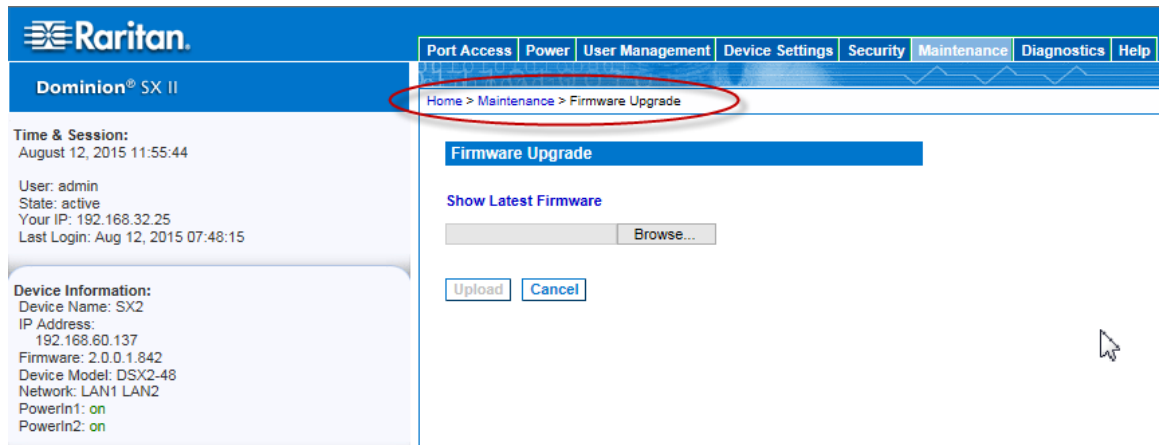 Raritan.
Port Access Power User Management Device Settings Security Maintenance Diagnostics Help
Dominion® SX II
Home > Maintenance > Firmware Upgrade
Time & Session:
August 12, 2015 11:55:44
User: admin
State: active
Your IP: 192.168.32.25
Last Login: Aug 12, 2015 07:48:15
Device Information:
Device Name: SX2
IP Address:
192.168.60.137
Firmware: 2.0.0.1.842
Device Model: DSX2-48
Network: LAN1 LAN2
PowerIn1: on
PowerIn2: on
Firmware Upgrade
Show Latest Firmware
Browse...
Upload Cancel